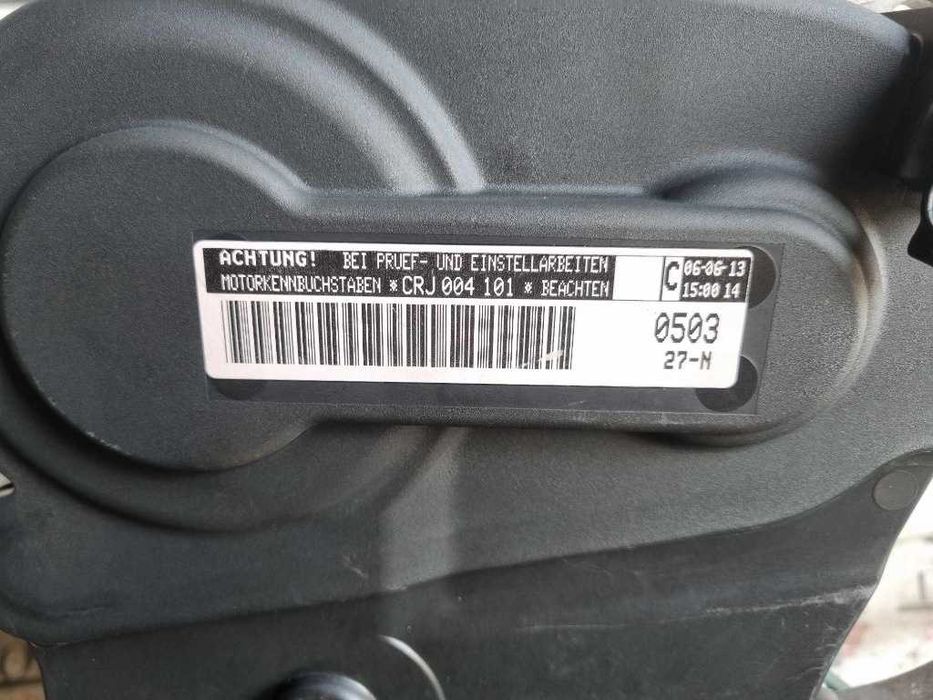 ACHTUNG! BEI PRUEF- UND EINSTELLARBEITEN
MOTORKENNBUCHSTABEN *CRJ 004 101 * BEACHTEN
C
06-06-13
15:00 14
0503
27-N